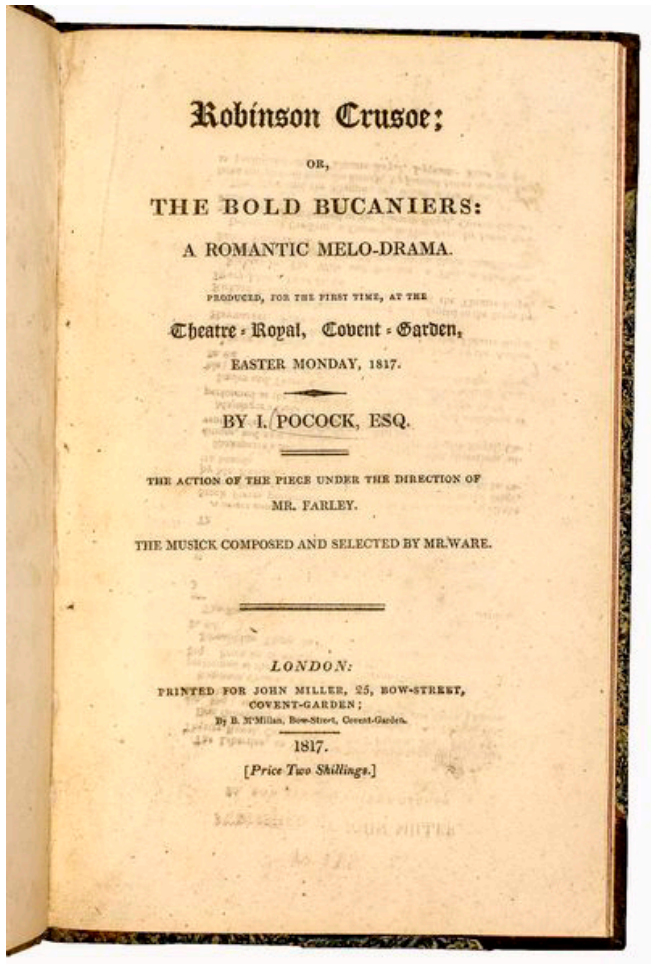 Robinson Crusoe;
OR,
THE BOLD BUCANIERS:
A ROMANTIC MELO-DRAMA.
PRODUCED, FOR THE FIRST TIME, AT THE
Theatre-Royal, Covent-Garden,
EASTER MONDAY, 1817.
BY I. POCOCK, ESQ.
THE ACTION OF THE PIECE UNDER THE DIRECTION OF
MR. FARLEY.
THE MUSICK COMPOSED AND SELECTED BY MR. WARE.
LONDON:
PRINTED FOR JOHN MILLER, 25, BOW-STREET,
COVENT-GARDEN;
By B. M'Millan, Bow-Street, Covent-Garden.
1817.
[Price Two Shillings.]